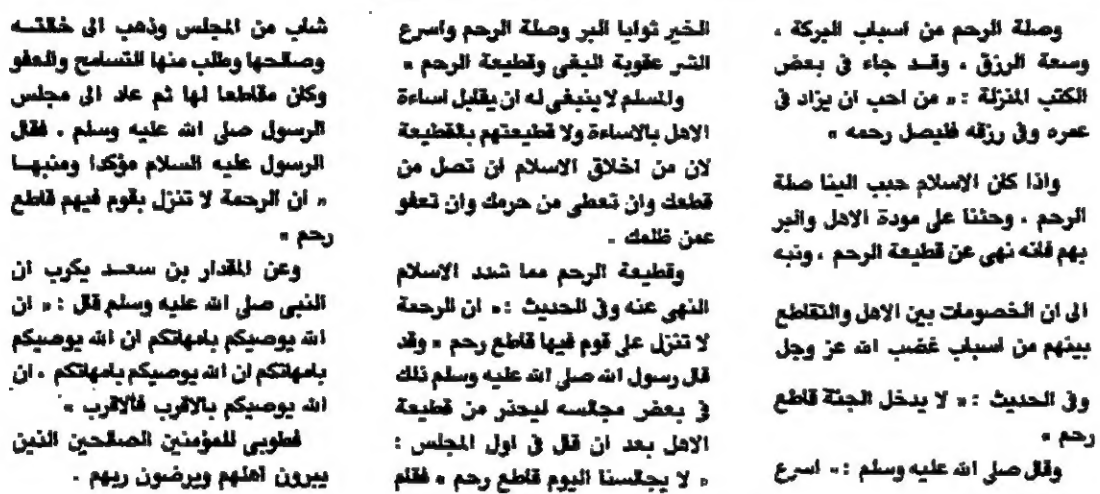 وصلة الرحم من اسباب البركة ،
وسعة الرزق . وقد جاء في بعض
الكتب المنزلة : « من احب ان يزاد في
عمره وفي رزقه فليصل رحمه »
واذا كان الاسلام حبب الينا صلة
الرحم . وحثنا على مودة الاهل والبر
بهم فانه نهى عن قطيعة الرحم ، ونبه
الى ان الخصومات بين الاهل والتقاطع
بينهم من اسباب غضب الله عز وجل
وفي الحديث : « لا يدخل الجنة قاطع
رحم »
وقال صلى الله عليه وسلم : « اسرع
الخير ثوابا البر وصلة الرحم واسرع
الشر عقوبة البغى وقطيعة الرحم »
والمسلم لا ينبغى له ان يقابل اساءة
الاهل بالاساءة ولا قطيعتهم بالقطيعة
لان من اخلاق الاسلام ان تصل من
قطعك وان تعطى من حرمك وان تعفو
عمن ظلمك .
وقطيعة الرحم مما شدد الاسلام
النهى عنه وفي الحديث : « ان الرحمة
لا تتنزل على قوم فيها قاطع رحم » وقد
قال رسول الله صلى الله عليه وسلم ذلك
في بعض مجالسه ليحذر من قطيعة
الاهل بعد ان قال في اول المجلس :
« لا يجالسنا اليوم قاطع رحم » فقام
شاب من المجلس وذهب الى خالتـه
وصالحها وطلب منها التسامح والعفو
وكان مقاطعا لها ثم عاد الى مجلس
الرسول صلى الله عليه وسلم . فقال
الرسول عليه السلام مؤكدا ومنبهـا
« ان الرحمة لا تنزل بقوم فيهم قاطع
رحم »
وعن المقدار بن سعـد يكرب ان
النبى صلى الله عليه وسلم قال : « ان
الله يوصيكم بامهاتكم ان الله يوصيكم
بامهاتكم ان الله يوصيكم بامهاتكم ، ان
الله يوصيكم بالاقرب فالاقرب »
فطوبى للمؤمنين الصالحين الذين
يبرون اهلهم ويرضون ربهم .